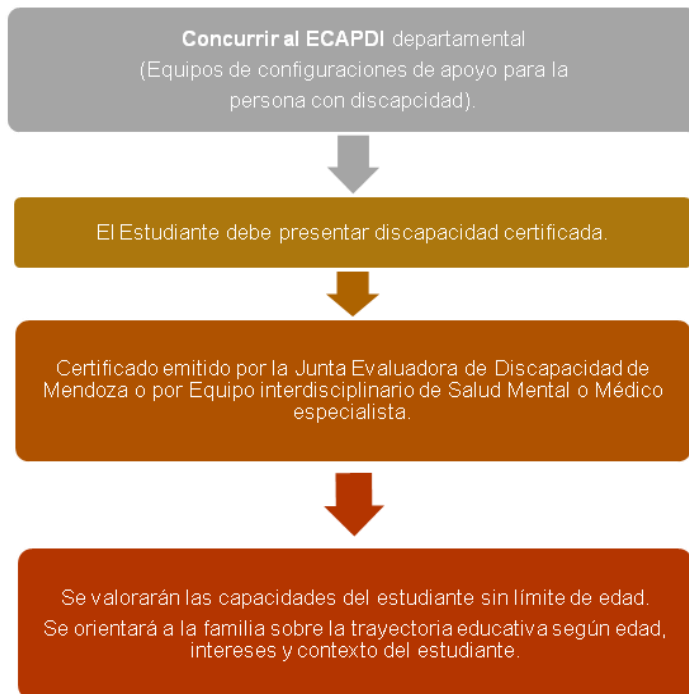 Concurrir al ECAPDI departamental
(Equipos de configuraciones de apoyo para la
persona con discapcidad).
El Estudiante debe presentar discapacidad certificada.
Certificado emitido por la Junta Evaluadora de Discapacidad de
Mendoza o por Equipo interdisciplinario de Salud Mental o Médico
especialista.
Se valorarán las capacidades del estudiante sin límite de edad.
Se orientará a la familia sobre la trayectoria educativa según edad,
intereses y contexto del estudiante.